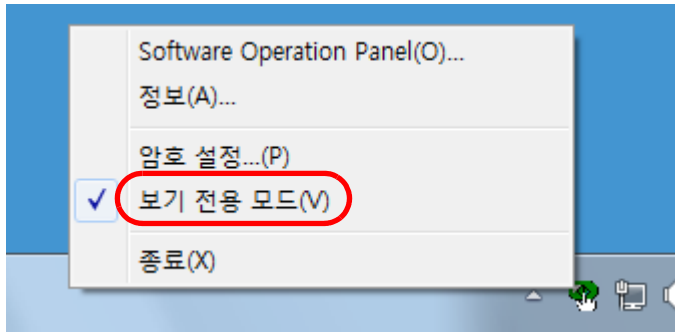 Software Operation Panel(O)...
정보(A)...
암호 설정...(P)
보기 전용 모드(V)
종료(X)